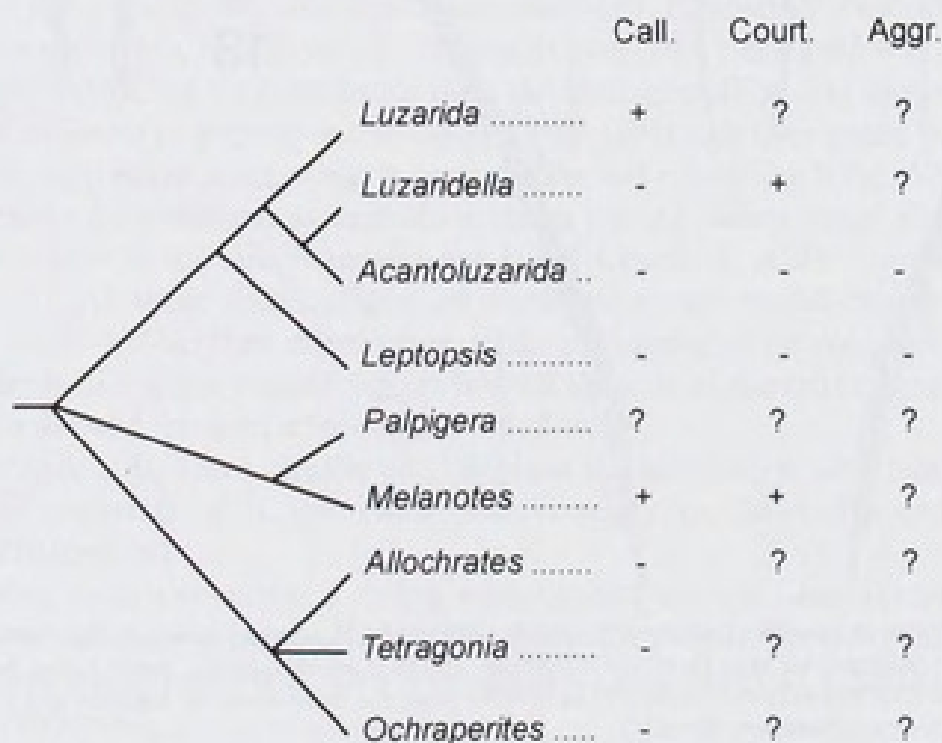 Call. Court. Aggr.
Luzarida ............ + ? ?
Luzaridella ....... - + ?
Acantoluzarida .. - - -
Leptopsis .......... - - -
Palpigera .......... ? ? ?
Melanotes ......... + + ?
Allochrates ....... - ? ?
Tetragonia ......... - ? ?
Ochraperites ..... - ? ?